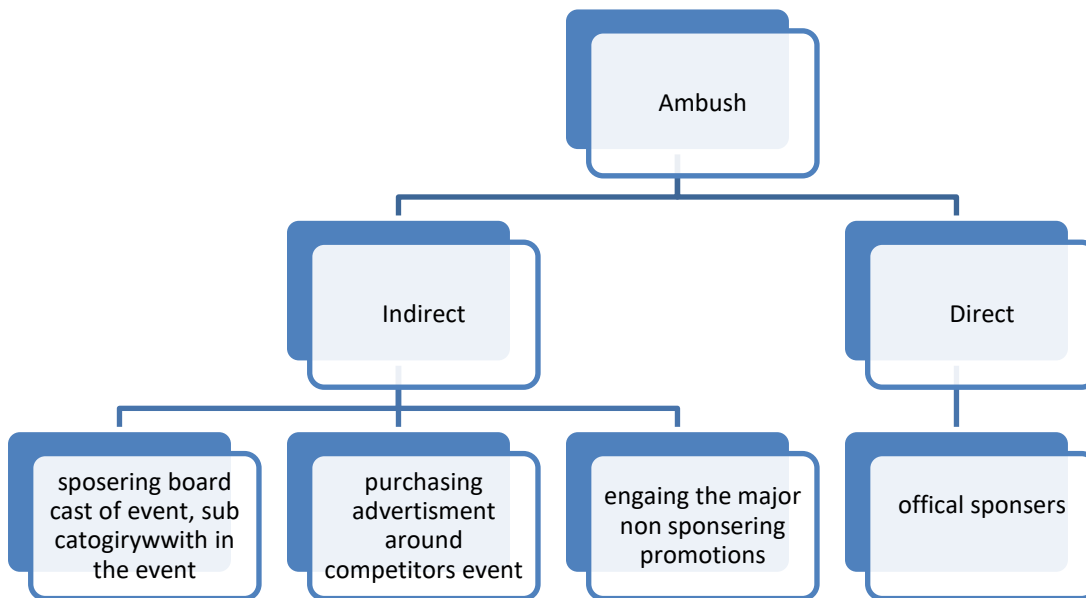 Ambush
Indirect
Direct
sposering board
cast of event, sub
catogirywwith in
the event
purchasing
advertisment
around
competitors event
engaing the major
non sponsering
promotions
offical sponsers